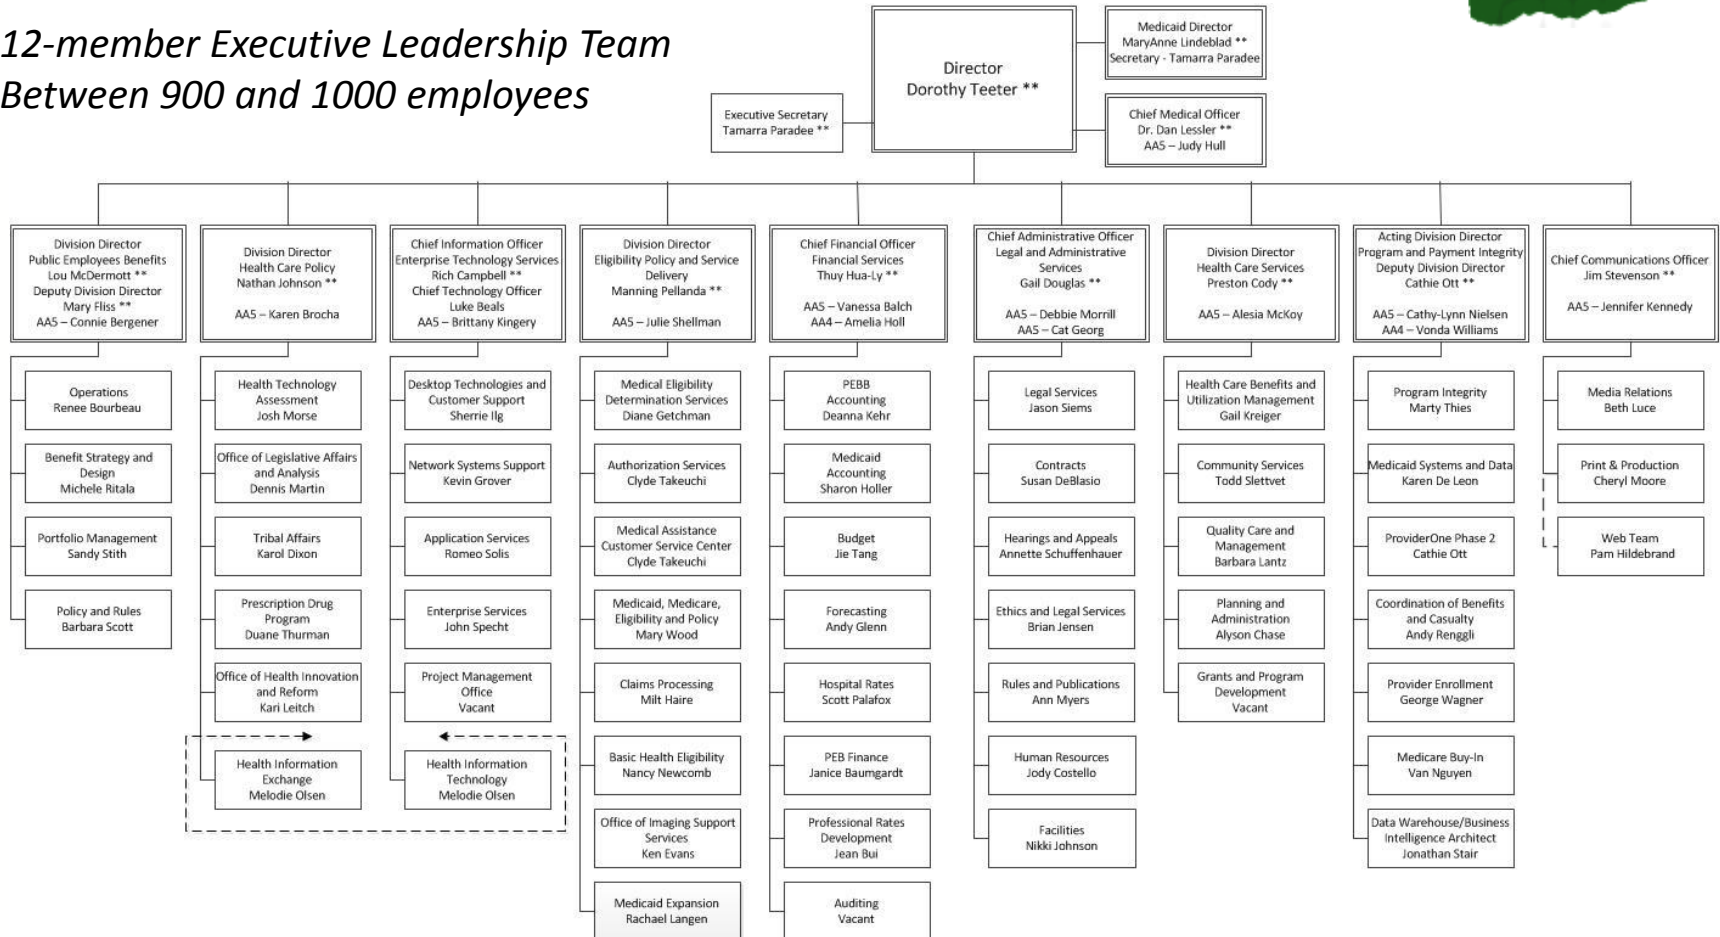 12-member Executive Leadership Team
Between 900 and 1000 employees
Director
Dorothy Teeter **
Medicaid Director
MaryAnne Lindeblad **
Secretary - Tamarra Paradee
Executive Secretary
Tamarra Paradee **
Chief Medical Officer
Dr. Dan Lessler **
AA5 – Judy Hull
Division Director
Public Employees Benefits
Lou McDermott **
Deputy Division Director
Mary Fliss **
AA5 – Connie Bergener
Operations
Renee Bourbeau
Benefit Strategy and
Design
Michele Ritala
Portfolio Management
Sandy Stith
Policy and Rules
Barbara Scott
Division Director
Health Care Policy
Nathan Johnson **
AA5 – Karen Brocha
Health Technology
Assessment
Josh Morse
Office of Legislative Affairs
and Analysis
Dennis Martin
Tribal Affairs
Karol Dixon
Prescription Drug
Program
Duane Thurman
Office of Health Innovation
and Reform
Kari Leitch
Health Information
Exchange
Melodie Olsen
Chief Information Officer
Enterprise Technology Services
Rich Campbell **
Chief Technology Officer
Luke Beals
AA5 – Brittany Kingery
Desktop Technologies and
Customer Support
Sherrie Ilg
Network Systems Support
Kevin Grover
Application Services
Romeo Solis
Enterprise Services
John Specht
Project Management
Office
Vacant
Health Information
Technology
Melodie Olsen
Division Director
Eligibility Policy and Service
Delivery
Manning Pellanda **
AA5 – Julie Shellman
Medical Eligibility
Determination Services
Diane Getchman
Authorization Services
Clyde Takeuchi
Medical Assistance
Customer Service Center
Clyde Takeuchi
Medicaid, Medicare,
Eligibility and Policy
Mary Wood
Claims Processing
Milt Haire
Basic Health Eligibility
Nancy Newcomb
Office of Imaging Support
Services
Ken Evans
Medicaid Expansion
Rachael Langen
Chief Financial Officer
Financial Services
Thuy Hua-Ly **
AA5 – Vanessa Balch
AA4 – Amelia Holl
PEBB
Accounting
Deanna Kehr
Medicaid
Accounting
Sharon Holler
Budget
Jie Tang
Forecasting
Andy Glenn
Hospital Rates
Scott Palafox
PEB Finance
Janice Baumgardt
Professional Rates
Development
Jean Bui
Auditing
Vacant
Chief Administrative Officer
Legal and Administrative
Services
Gail Douglas **
AA5 – Debbie Morrill
AA5 – Cat Georg
Legal Services
Jason Siems
Contracts
Susan DeBlasio
Hearings and Appeals
Annette Schuffenhauer
Ethics and Legal Services
Brian Jensen
Rules and Publications
Ann Myers
Human Resources
Jody Costello
Facilities
Nikki Johnson
Division Director
Health Care Services
Preston Cody **
AA5 – Alesia McKoy
Health Care Benefits and
Utilization Management
Gail Kreiger
Community Services
Todd Slettvet
Quality Care and
Management
Barbara Lantz
Planning and
Administration
Alyson Chase
Grants and Program
Development
Vacant
Acting Division Director
Program and Payment Integrity
Deputy Division Director
Cathie Ott **
AA5 – Cathy-Lynn Nielsen
AA4 – Vonda Williams
Program Integrity
Marty Thies
Medicaid Systems and Data
Karen De Leon
ProviderOne Phase 2
Cathie Ott
Coordination of Benefits
and Casualty
Andy Renggli
Provider Enrollment
George Wagner
Medicare Buy-In
Van Nguyen
Data Warehouse/Business
Intelligence Architect
Jonathan Stair
Chief Communications Officer
Jim Stevenson **
AA5 – Jennifer Kennedy
Media Relations
Beth Luce
Print & Production
Cheryl Moore
Web Team
Pam Hildebrand